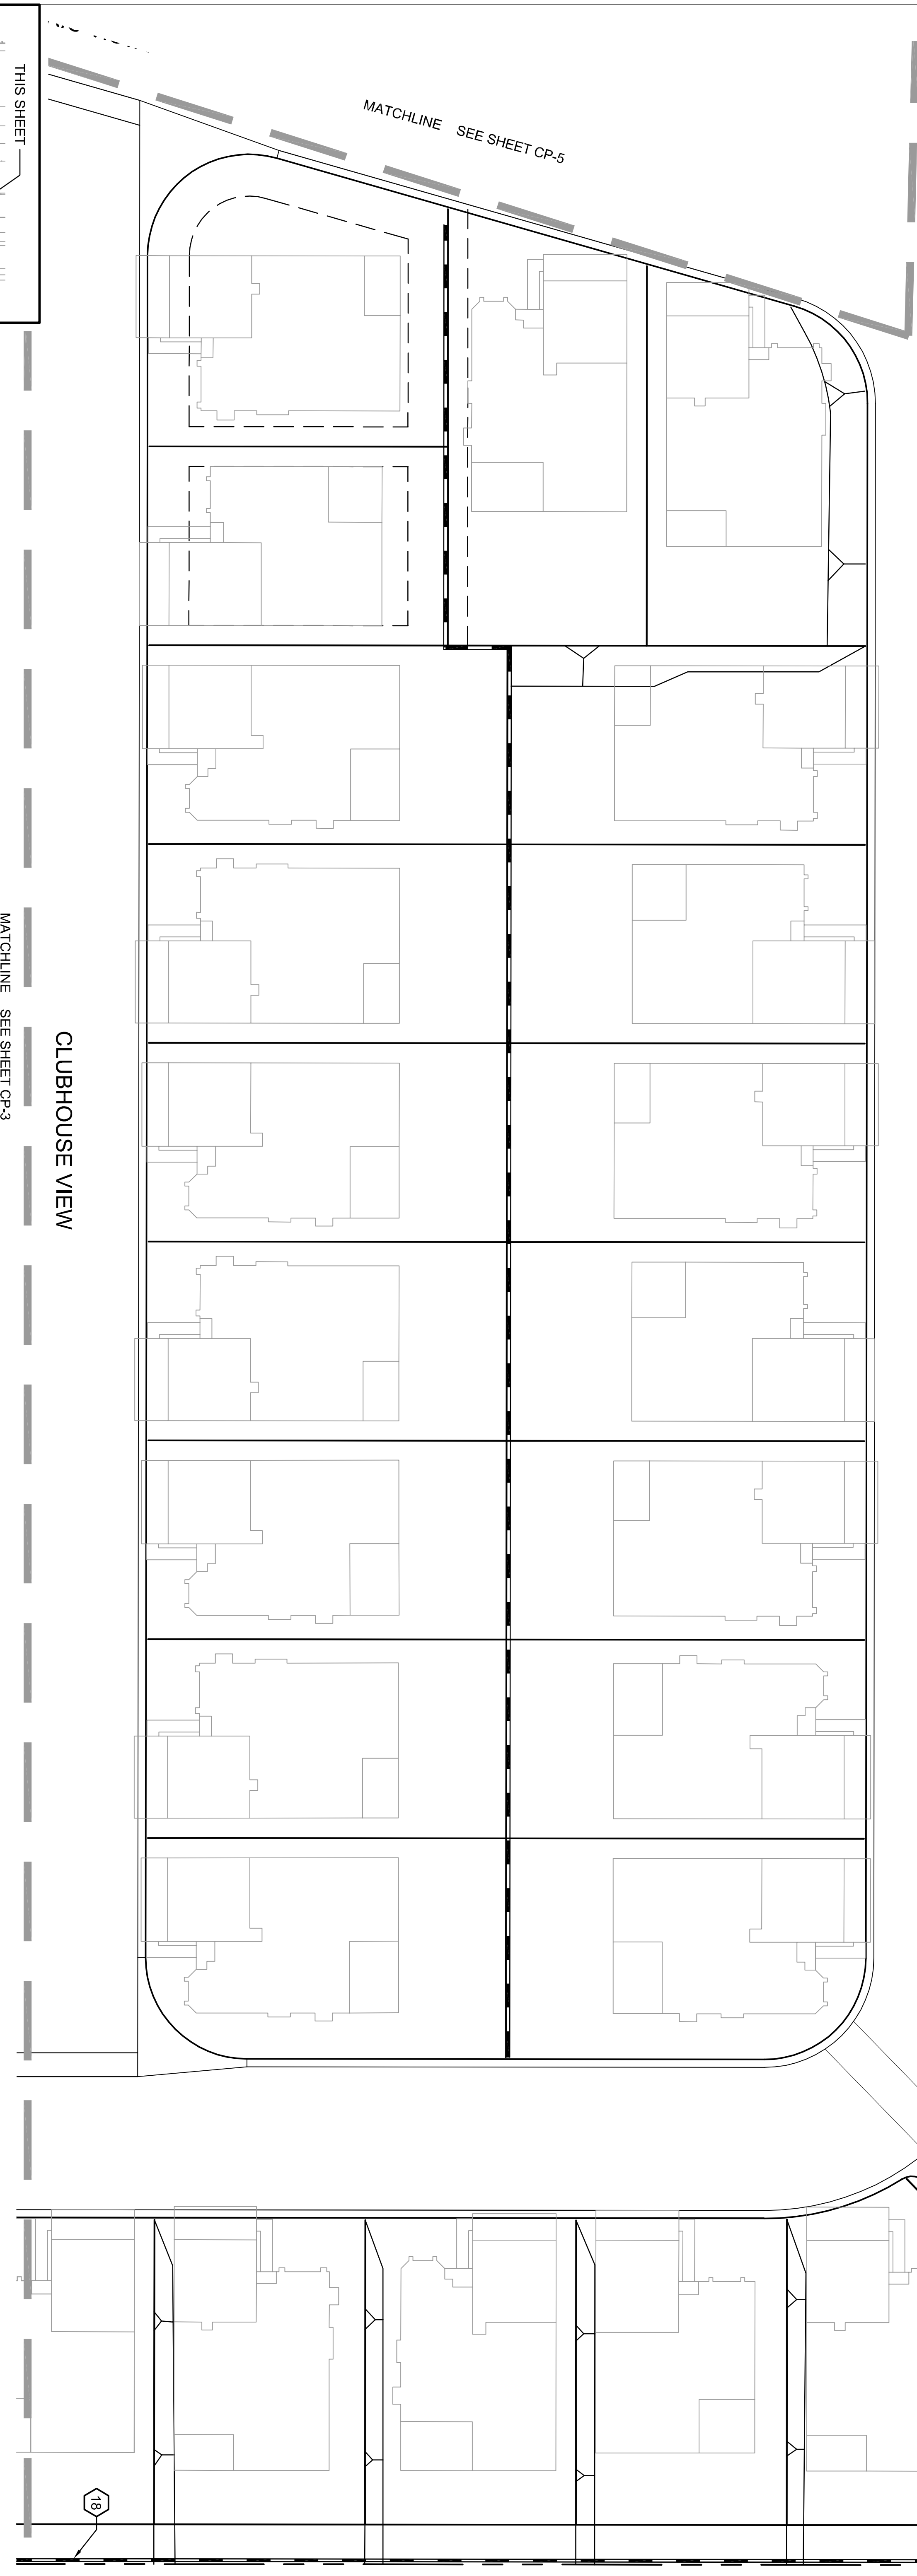 THIS SHEET
MATCHLINE SEE SHEET CP-5
MATCHLINE SEE SHEET CP-3
CLUBHOUSE VIEW
18